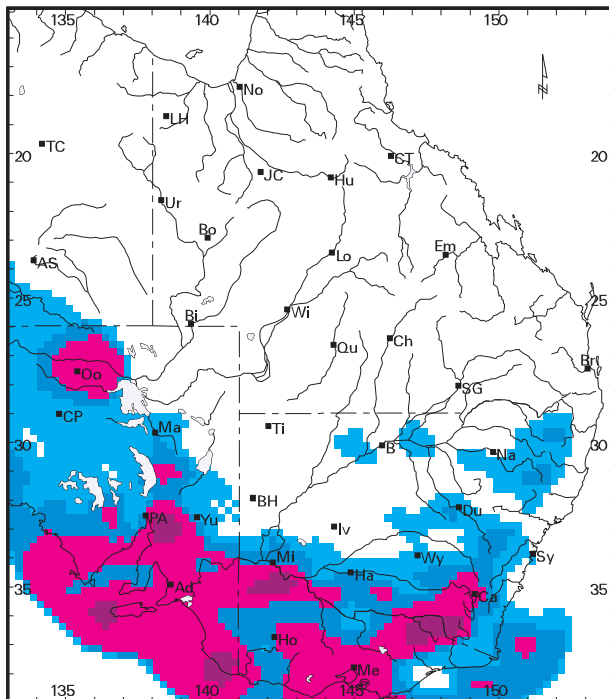 135 140 145 150
No
LH
TC
20
CT
JC
Hu
Ur
Bo
Em
Lo
AS
25
Bi
Wi
Qu
Ch
Br
Oo
SG
CP
Ma
Ti
30
B
Na
BH
PA
Yu
Iv
Du
Mi
Wy
Sy
Ha
35
Ad
Ca
Ho
Me
135 140 145 150
20
25
30
35
N